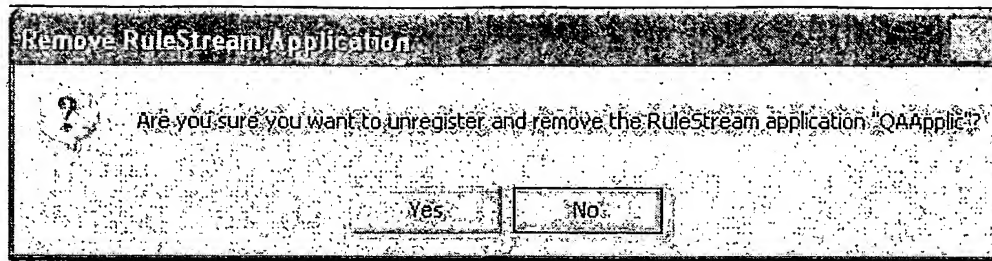 Remove RuleStream Application
?
Are you sure you want to unregister and remove the RuleStream application "QAApplic"?
Yes
No